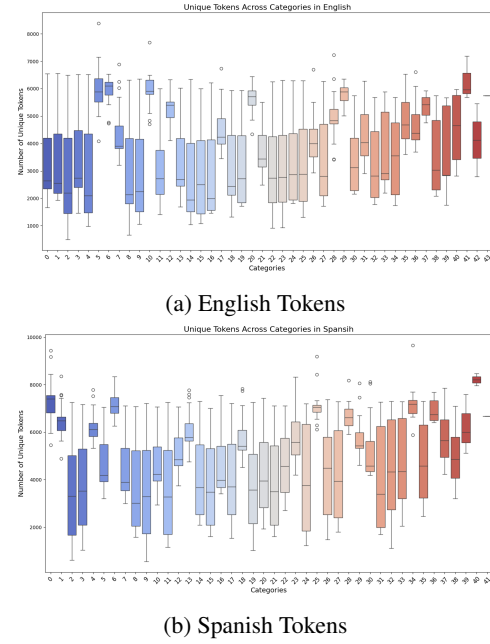 Unique Tokens Across Categories in English
Number of Unique Tokens
8000
7000
6000
5000
4000
3000
2000
1000
0 1 2 3 4 5 6 7 8 9 10 11 12 13 14 15 16 17 18 19 20 21 22 23 24 25 26 27 28 29 30 31 32 33 34 35 36 37 38 39 40 41 42 43
Categories
(a) English Tokens
Unique Tokens Across Categories in Spansih
Number of Unique Tokens
10000
8000
6000
4000
2000
0 1 2 3 4 5 6 7 8 9 10 11 12 13 14 15 16 17 18 19 20 21 22 23 24 25 26 27 28 29 30 31 32 33 34 35 36 37 38 39 40 41
Categories
(b) Spanish Tokens